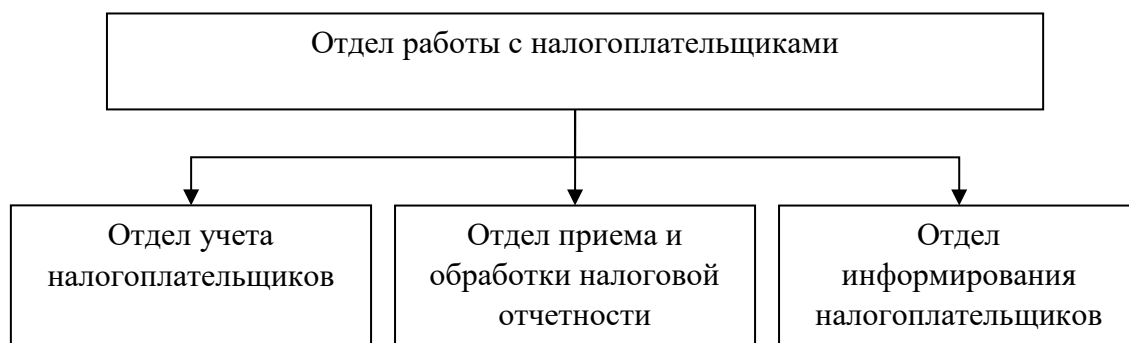 Отдел работы с налогоплательщиками
Отдел учета
налогоплательщиков
Отдел приема и
обработки налоговой
отчетности
Отдел
информирования
налогоплательщиков